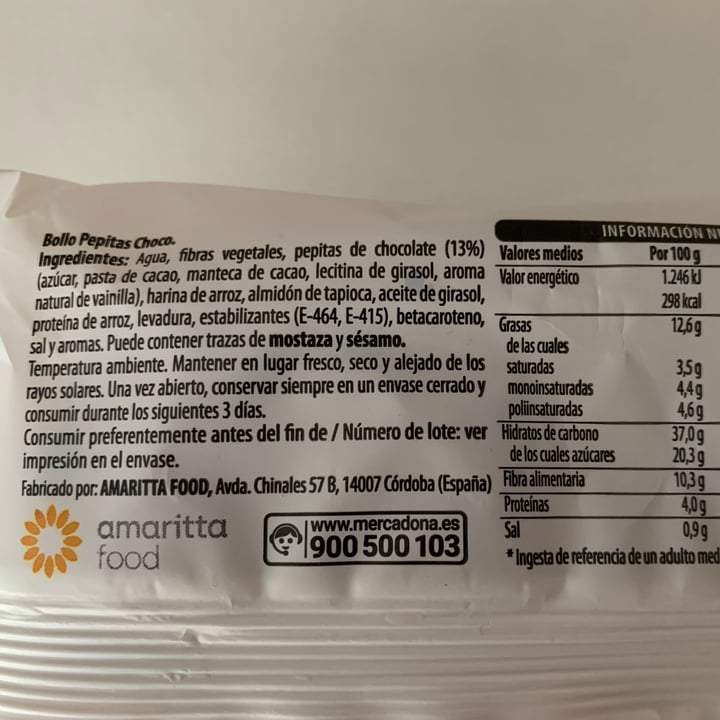 Bollo Pepitas Choco.
Ingredientes: Agua, fibras vegetales, pepitas de chocolate (13%)
(azúcar, pasta de cacao, manteca de cacao, lecitina de girasol, aroma
natural de vainilla), harina de arroz, almidón de tapioca, aceite de girasol,
proteína de arroz, levadura, estabilizantes (E-464, E-415), betacaroteno,
sal y aromas. Puede contener trazas de mostaza y sésamo.
Temperatura ambiente. Mantener en lugar fresco, seco y alejado de los
rayos solares. Una vez abierto, conservar siempre en un envase cerrado y
consumir durante los siguientes 3 días.
Consumir preferentemente antes del fin de / Número de lote: ver
impresión en el envase.
Fabricado por: AMARITTA FOOD, Avda. Chinales 57 B, 14007 Córdoba (España)
amaritta
food
www.mercadona.es
900 500 103
INFORMACIÓN
Valores medios Por 100 g
Valor energético 1.246 kJ
298 kcal
Grasas 12,6 g
de las cuales
saturadas 3,5 g
monoinsaturadas 4,4 g
poliinsaturadas 4,6 g
Hidratos de carbono 37,0 g
de los cuales azúcares 20,3 g
Fibra alimentaria 10,3 g
Proteínas 4,0 g
Sal 0,9 g
* Ingesta de referencia de un adulto